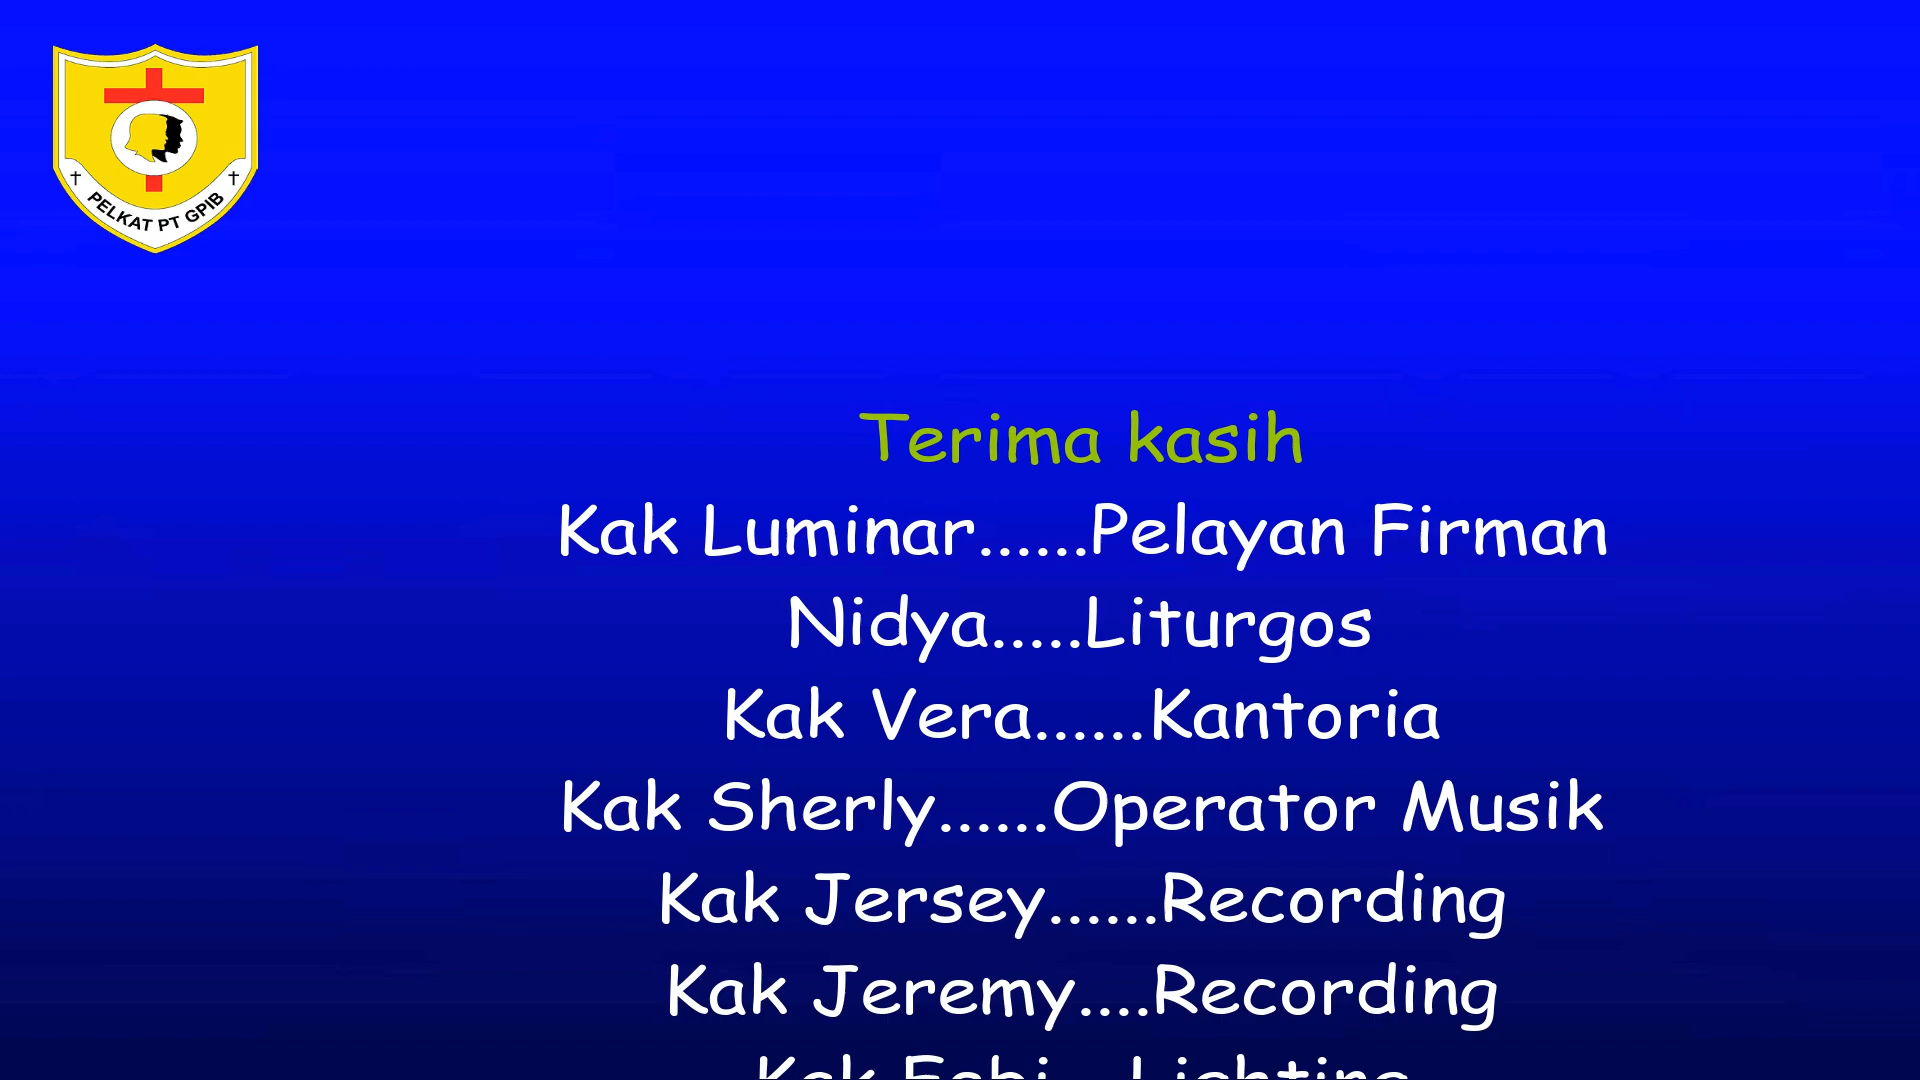 PELKAT PT GPIB
Terima kasih
Kak Luminar......Pelayan Firman
Nidya.....Liturgos
Kak Vera......Kantoria
Kak Sherly......Operator Musik
Kak Jersey......Recording
Kak Jeremy....Recording
Kak